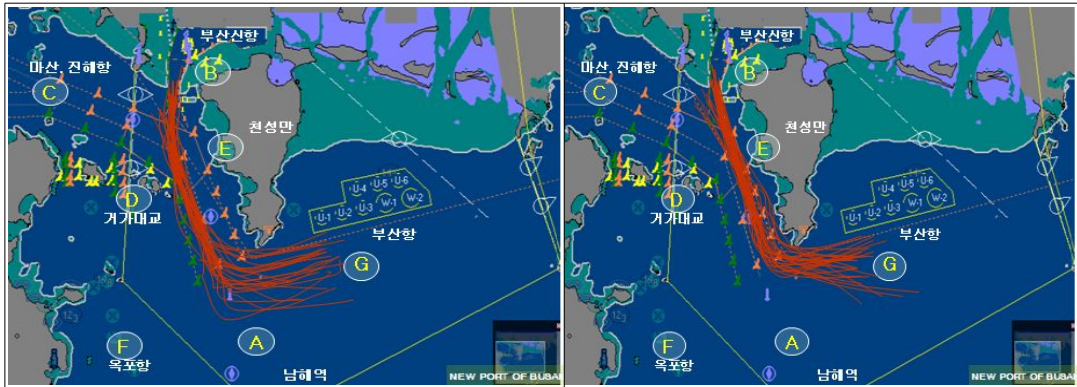 부산신항
B
마산 진해항
C
천성만
E
U-4 U-5 U-6
U-1 U-2 U-3 W-1 W-2
D
거가대교
부산항
G
123
F
A
옥포항
남해역
NEW PORT OF BUSAN
부산신항
B
마산 진해항
C
천성만
E
U-4 U-5 U-6
U-1 U-2 U-3 W-1 W-2
D
거가대교
부산항
G
123
F
A
옥포항
남해역
NEW PORT OF BUSA